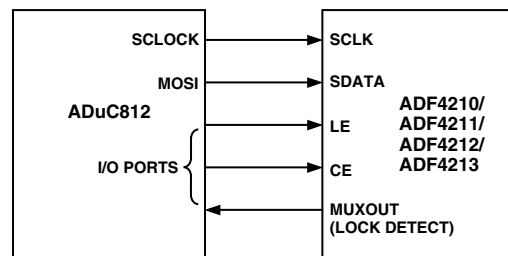 SCLOCK
MOSI
ADuC812
I/O PORTS
SCLK
SDATA
LE
CE
MUXOUT
(LOCK DETECT)
ADF4210/
ADF4211/
ADF4212/
ADF4213